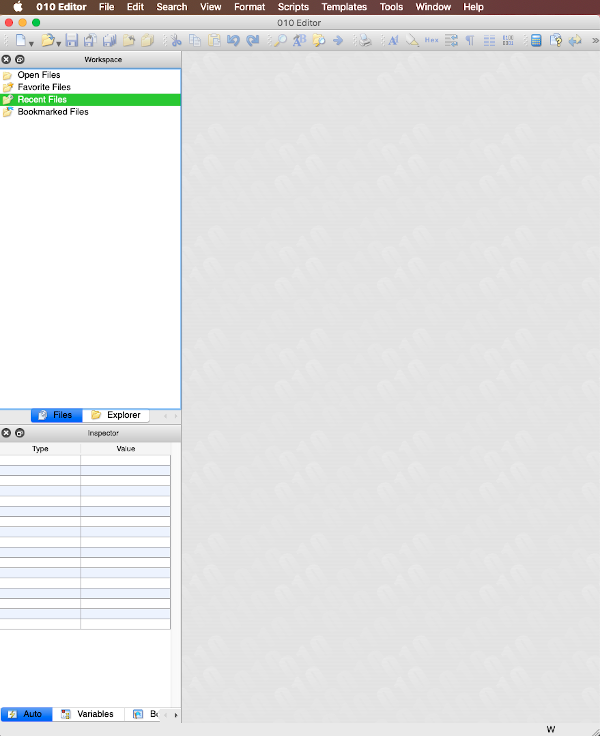 010 Editor File Edit Search View Format Scripts Templates Tools Window Help
010 Editor
Hex
Workspace
Open Files
Favorite Files
Recent Files
Bookmarked Files
Files Explorer
Inspector
Type Value
Auto Variables
W